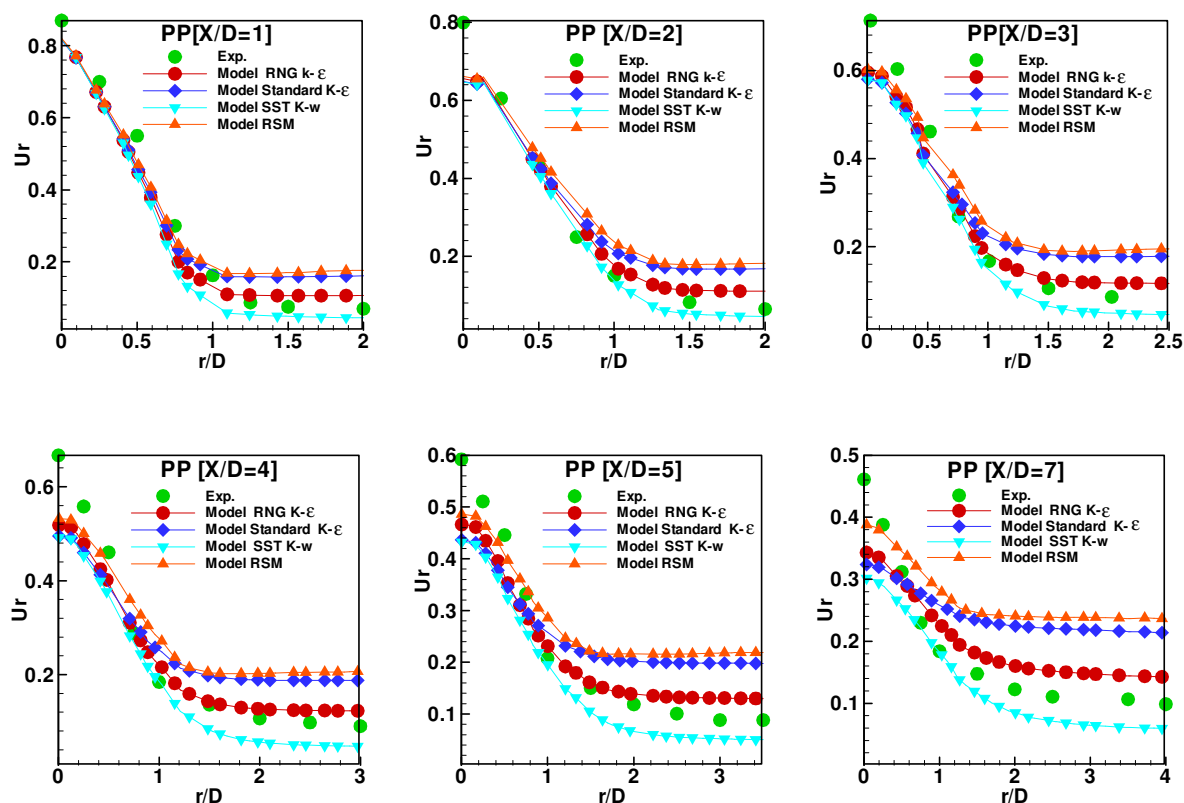 PP[X/D=1]
Exp.
Model RNG k-ε
Model Standard K-ε
Model SST K-w
Model RSM
Ur
0.8
0.6
0.4
0.2
0 0.5 1 1.5 2
r/D
PP[X/D=2]
Exp.
Model RNG k-ε
Model Standard K-ε
Model SST K-w
Model RSM
Ur
0.8
0.6
0.4
0.2
0 0.5 1 1.5 2
r/D
PP[X/D=3]
Exp.
Model RNG k-ε
Model Standard K-ε
Model SST K-w
Model RSM
Ur
0.6
0.4
0.2
0 0.5 1 1.5 2 2.5
r/D
PP [X/D=4]
Exp.
Model RNG K-ε
Model Standard K-ε
Model SST K-w
Model RSM
Ur
0.6
0.4
0.2
0 1 2 3
r/D
PP [X/D=5]
Exp.
Model RNG K-ε
Model Standard K-ε
Model SST K-w
Model RSM
Ur
0.6
0.5
0.4
0.3
0.2
0.1
0 1 2 3
r/D
PP [X/D=7]
Exp.
Model RNG K-ε
Model Standard K-ε
Model SST K-w
Model RSM
Ur
0.5
0.4
0.3
0.2
0.1
0 1 2 3 4
r/D